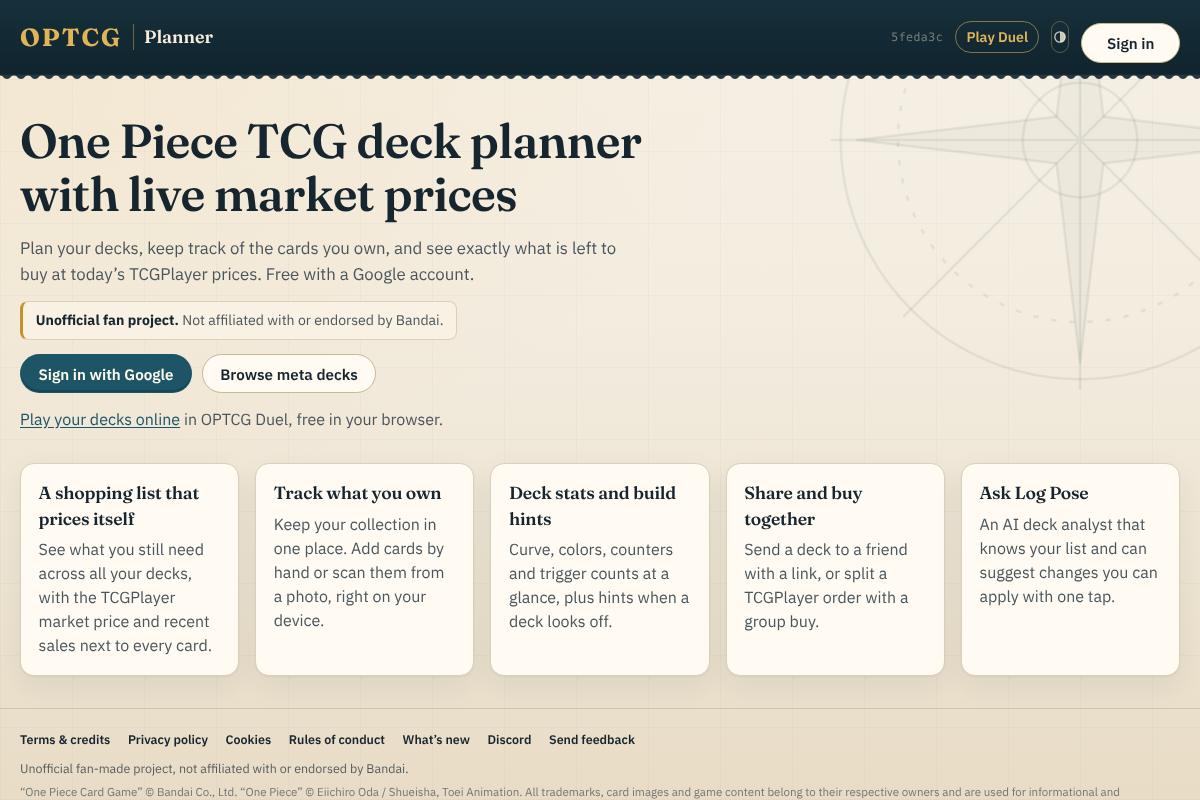 OPTCG Planner
5feda3c
Play Duel
Sign in
One Piece TCG deck planner
with live market prices
Plan your decks, keep track of the cards you own, and see exactly what is left to
buy at today’s TCGPlayer prices. Free with a Google account.
Unofficial fan project. Not affiliated with or endorsed by Bandai.
Sign in with Google
Browse meta decks
Play your decks online in OPTCG Duel, free in your browser.
A shopping list that
prices itself
See what you still need
across all your decks,
with the TCGPlayer
market price and recent
sales next to every card.
Track what you own
Keep your collection in
one place. Add cards by
hand or scan them from
a photo, right on your
device.
Deck stats and build
hints
Curve, colors, counters
and trigger counts at a
glance, plus hints when a
deck looks off.
Share and buy
together
Send a deck to a friend
with a link, or split a
TCGPlayer order with a
group buy.
Ask Log Pose
An AI deck analyst that
knows your list and can
suggest changes you can
apply with one tap.
Terms & credits
Privacy policy
Cookies
Rules of conduct
What’s new
Discord
Send feedback
Unofficial fan-made project, not affiliated with or endorsed by Bandai.
“One Piece Card Game” © Bandai Co., Ltd. “One Piece” © Eiichiro Oda / Shueisha, Toei Animation. All trademarks, card images and game content belong to their respective owners and are used for informational and